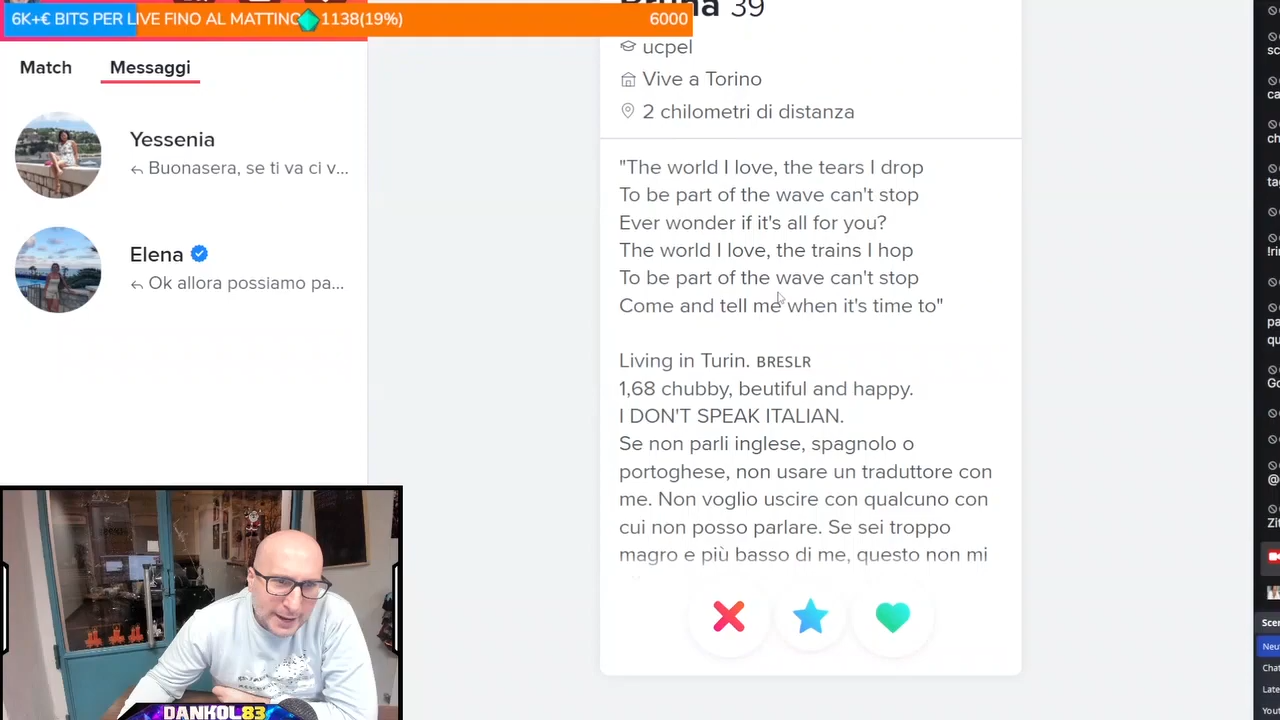 6K+€ BITS PER LIVE FINO AL MATTINO 1138(19%) 6000
Match Messaggi
Yessenia
Buonasera, se ti va ci v...
Elena
Ok allora possiamo pa...
39
ucpel
Vive a Torino
2 chilometri di distanza
"The world I love, the tears I drop
To be part of the wave can't stop
Ever wonder if it's all for you?
The world I love, the trains I hop
To be part of the wave can't stop
Come and tell me when it's time to"
Living in Turin. ʙʀᴇsʟʀ
1,68 chubby, beutiful and happy.
I DON'T SPEAK ITALIAN.
Se non parli inglese, spagnolo o
portoghese, non usare un traduttore con
me. Non voglio uscire con qualcuno con
cui non posso parlare. Se sei troppo
magro e più basso di me, questo non mi
DANKOL83
Scer
Neu
Chat
Late